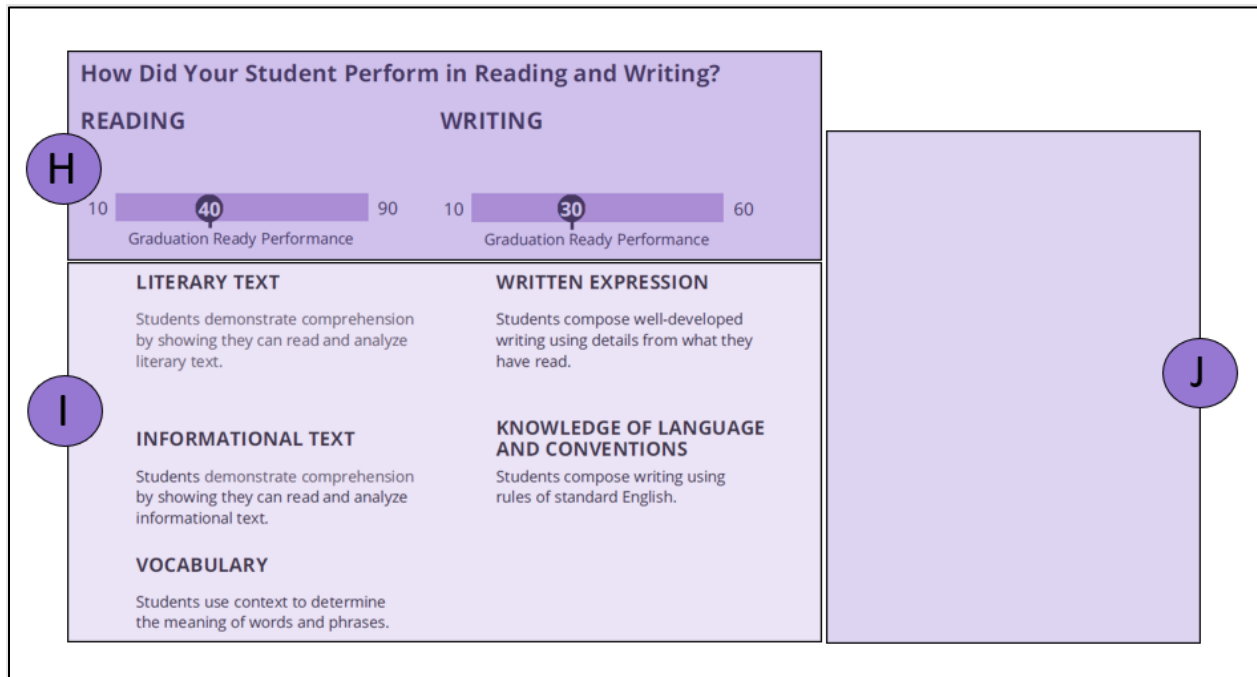 How Did Your Student Perform in Reading and Writing?
READING
WRITING
H
10
40
90
10
30
60
Graduation Ready Performance
Graduation Ready Performance
LITERARY TEXT
Students demonstrate comprehension
by showing they can read and analyze
literary text.
INFORMATIONAL TEXT
Students demonstrate comprehension
by showing they can read and analyze
informational text.
VOCABULARY
Students use context to determine
the meaning of words and phrases.
WRITTEN EXPRESSION
Students compose well-developed
writing using details from what they
have read.
KNOWLEDGE OF LANGUAGE
AND CONVENTIONS
Students compose writing using
rules of standard English.
I
J